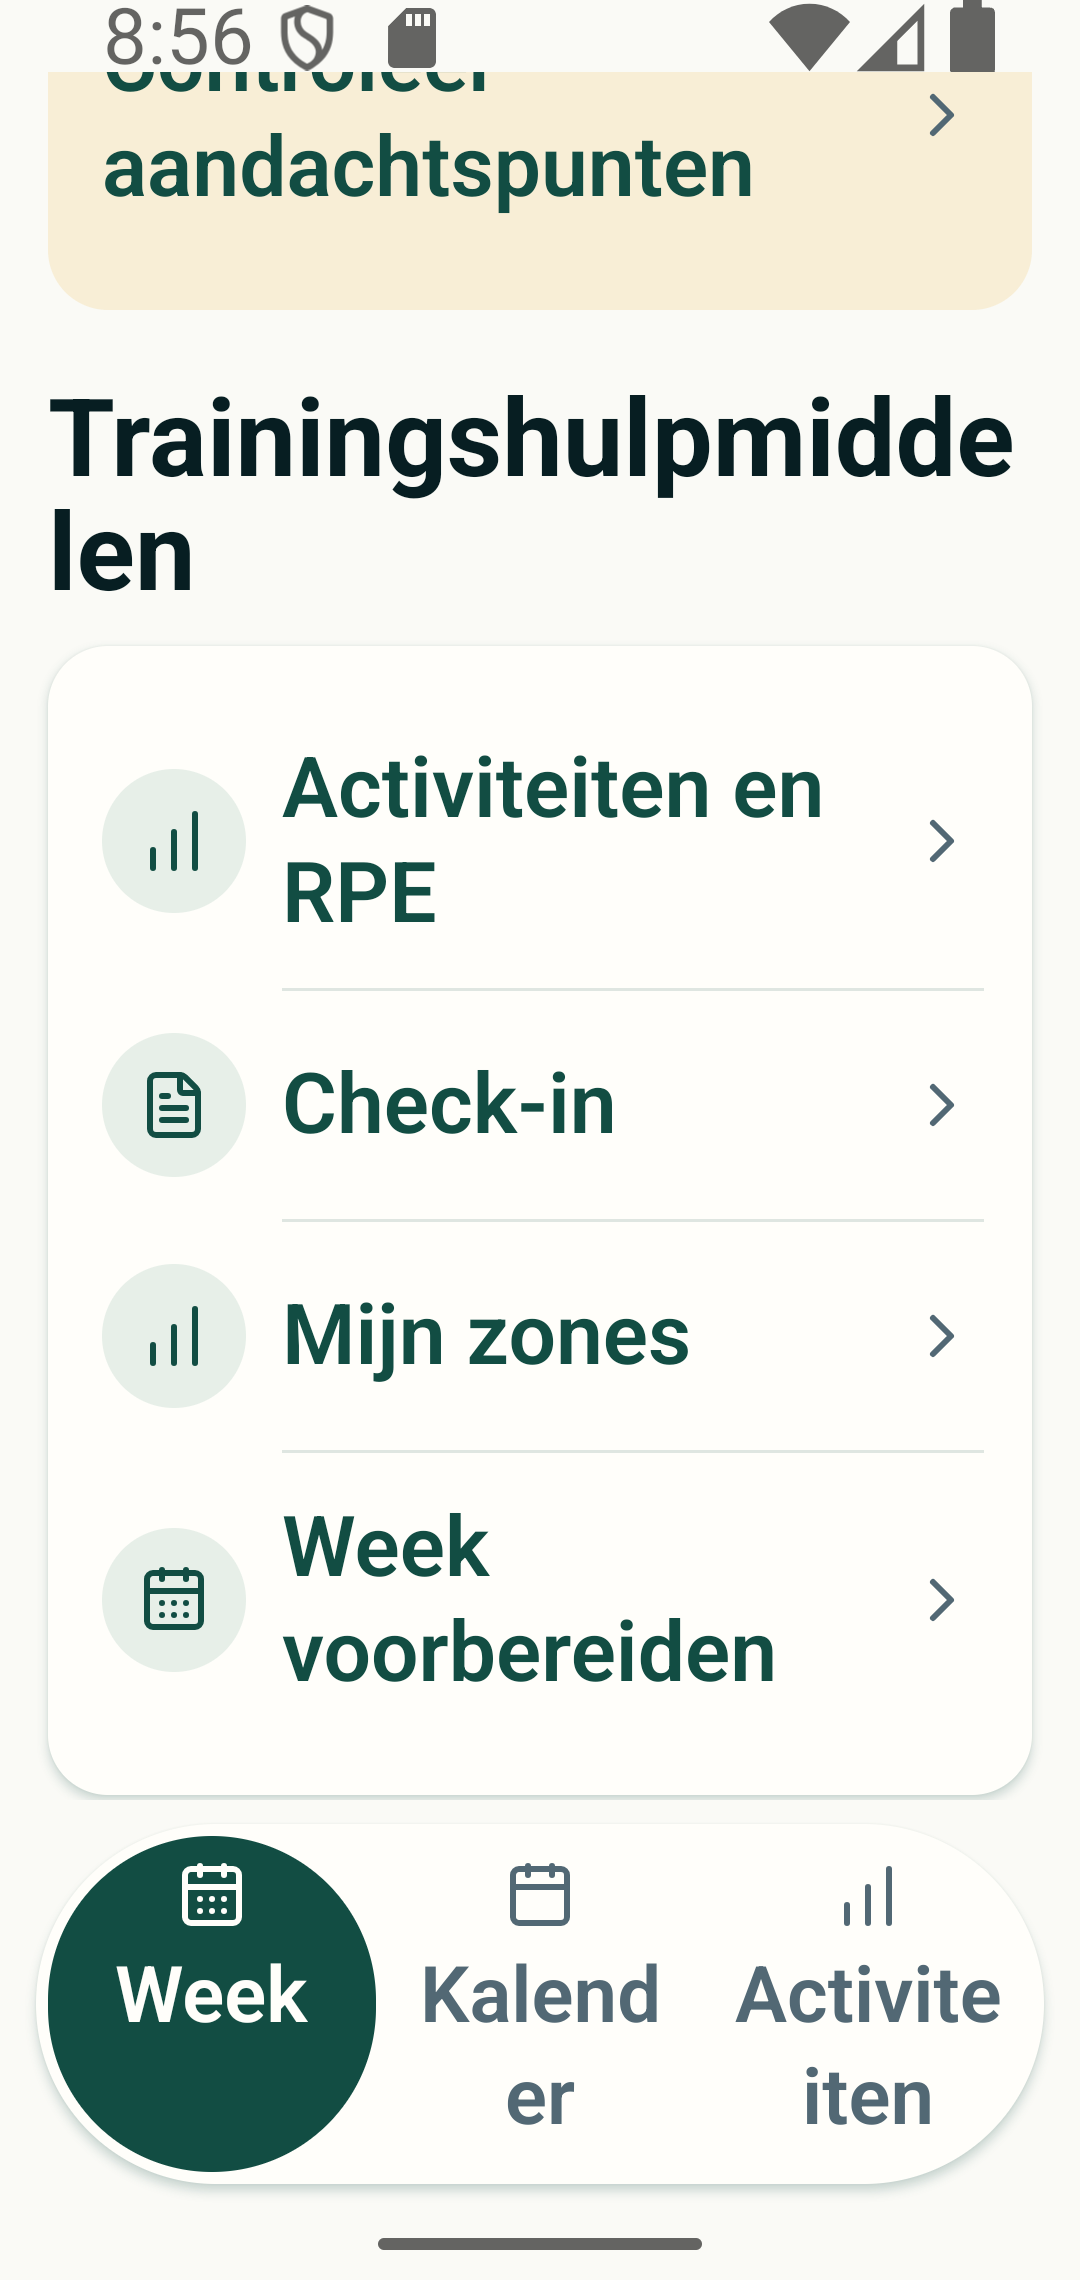 8:56
Controleer
aandachtspunten
Trainingshulpmidde
len
Activiteiten en
RPE
Check-in
Mijn zones
Week
voorbereiden
Week
Kalend
er
Activite
iten